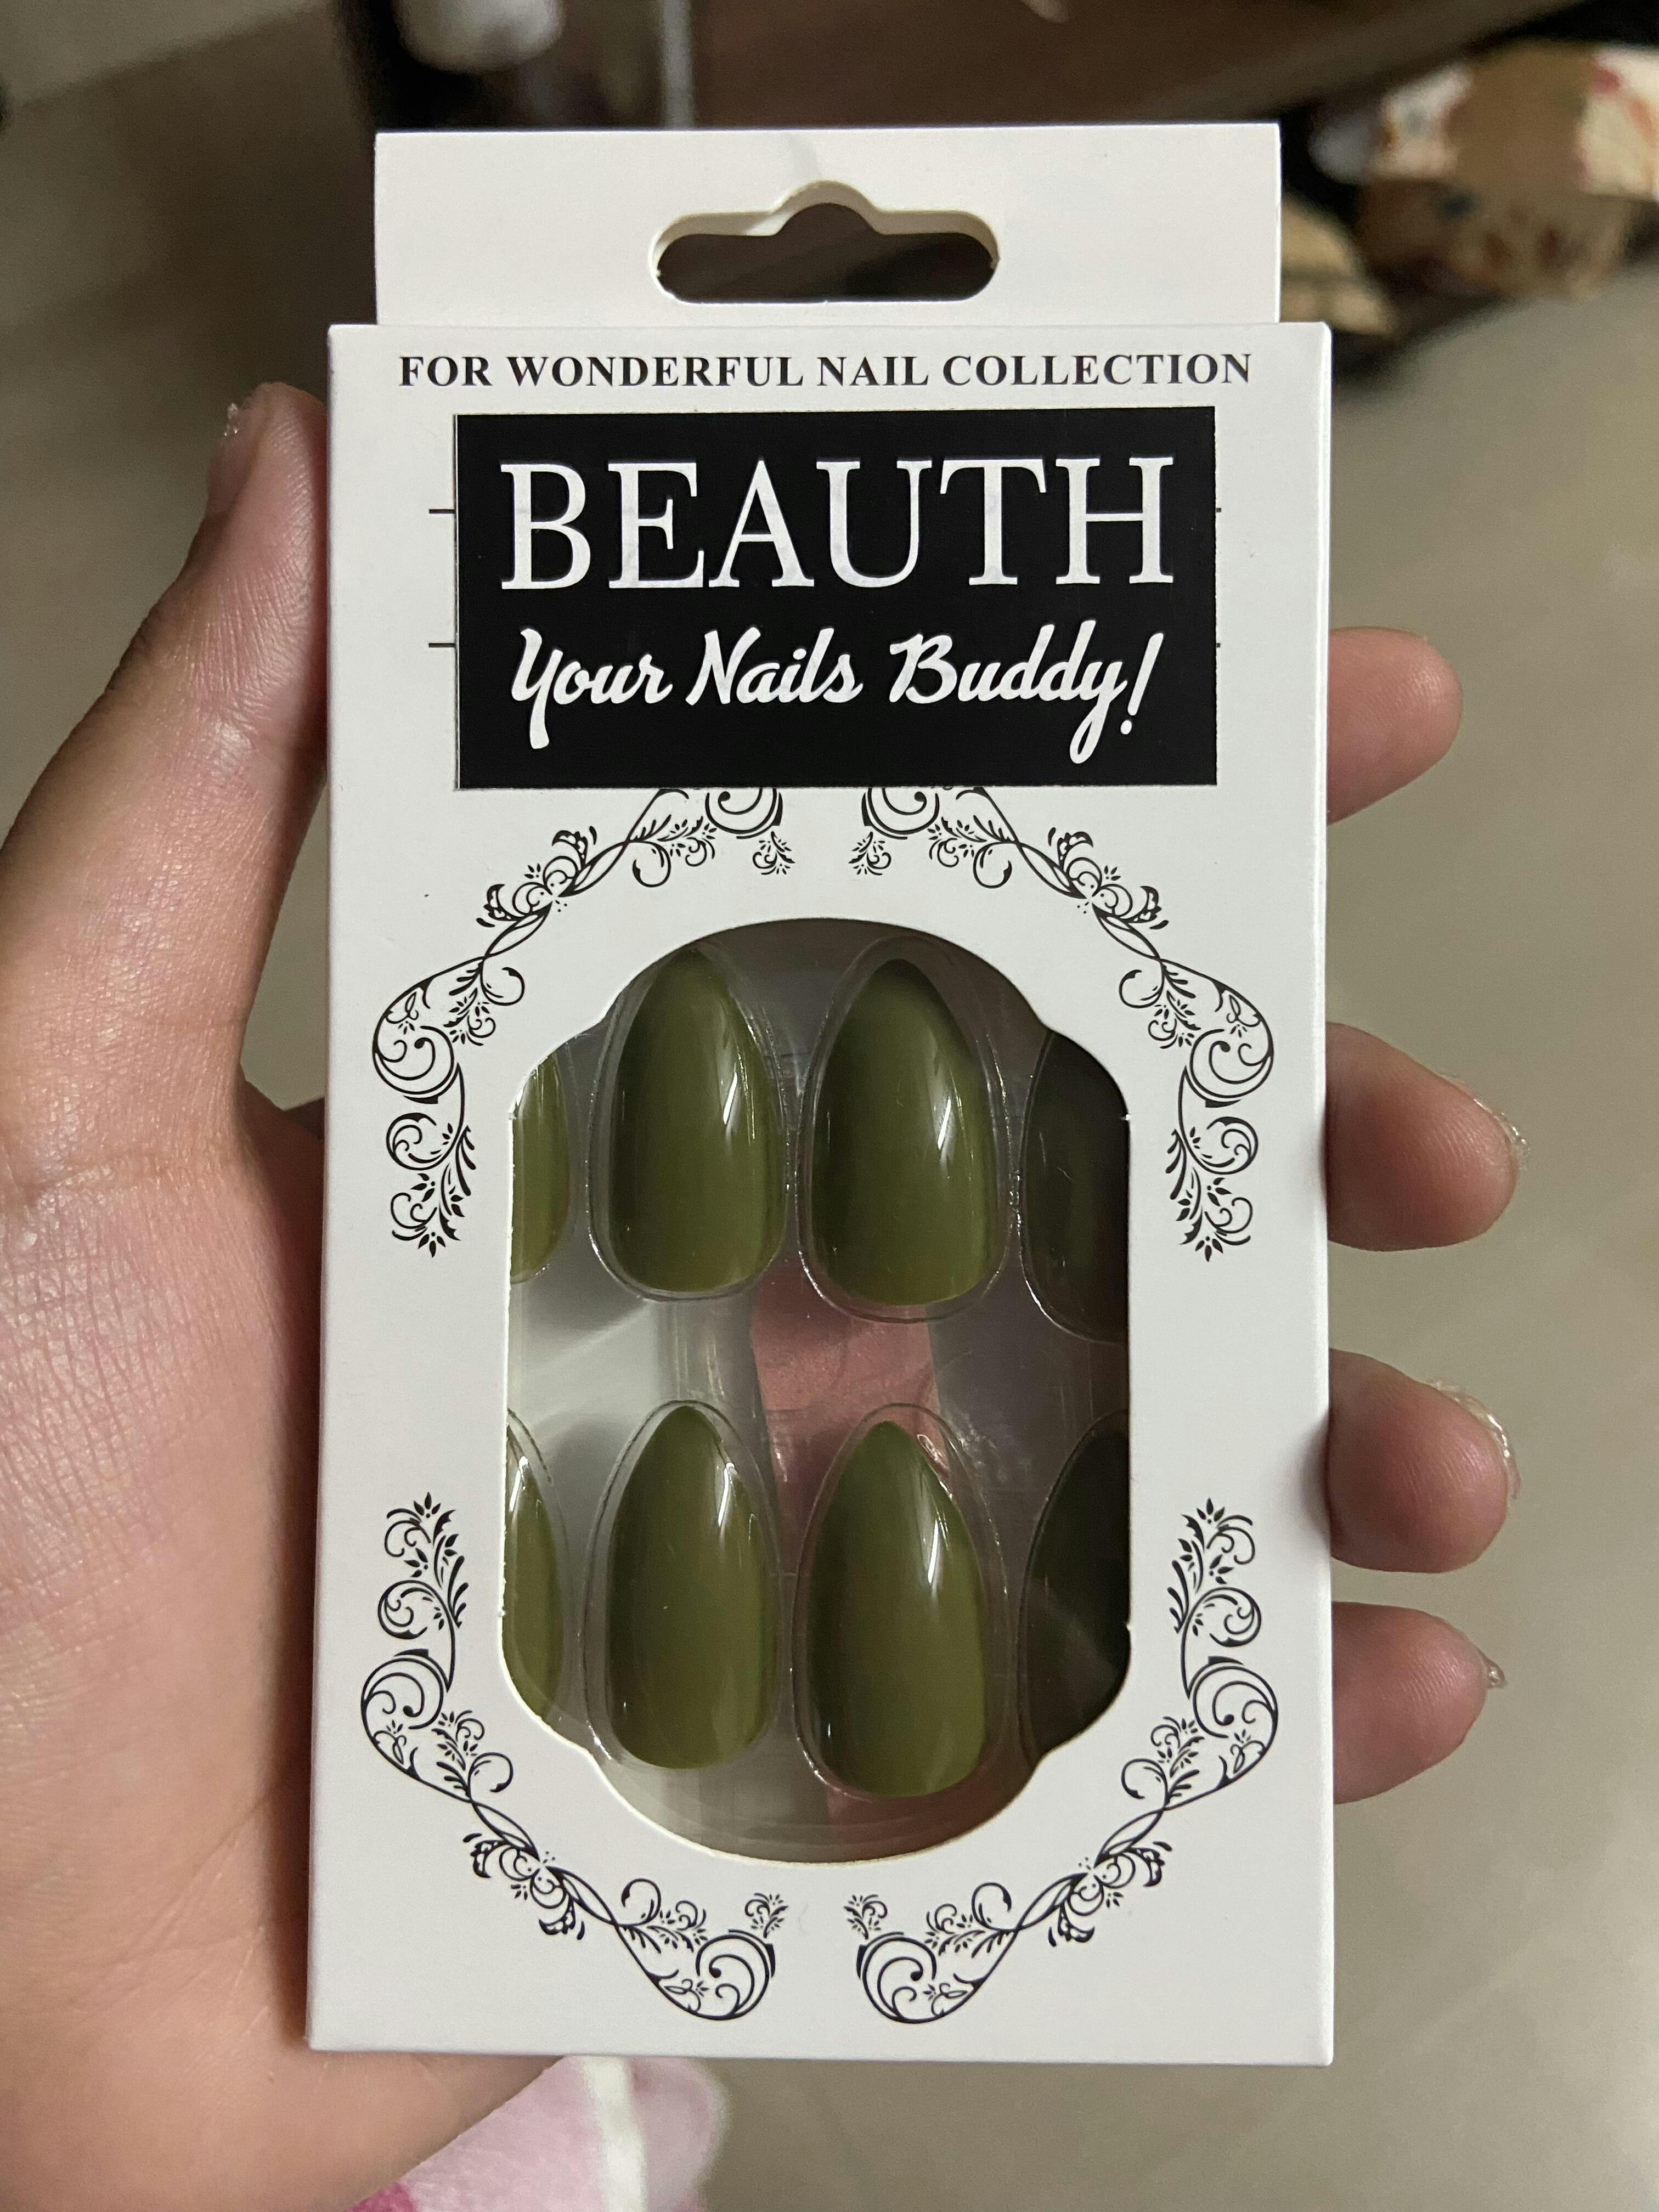 FOR WONDERFUL NAIL COLLECTION
BEAUTH
Your Nails Buddy!